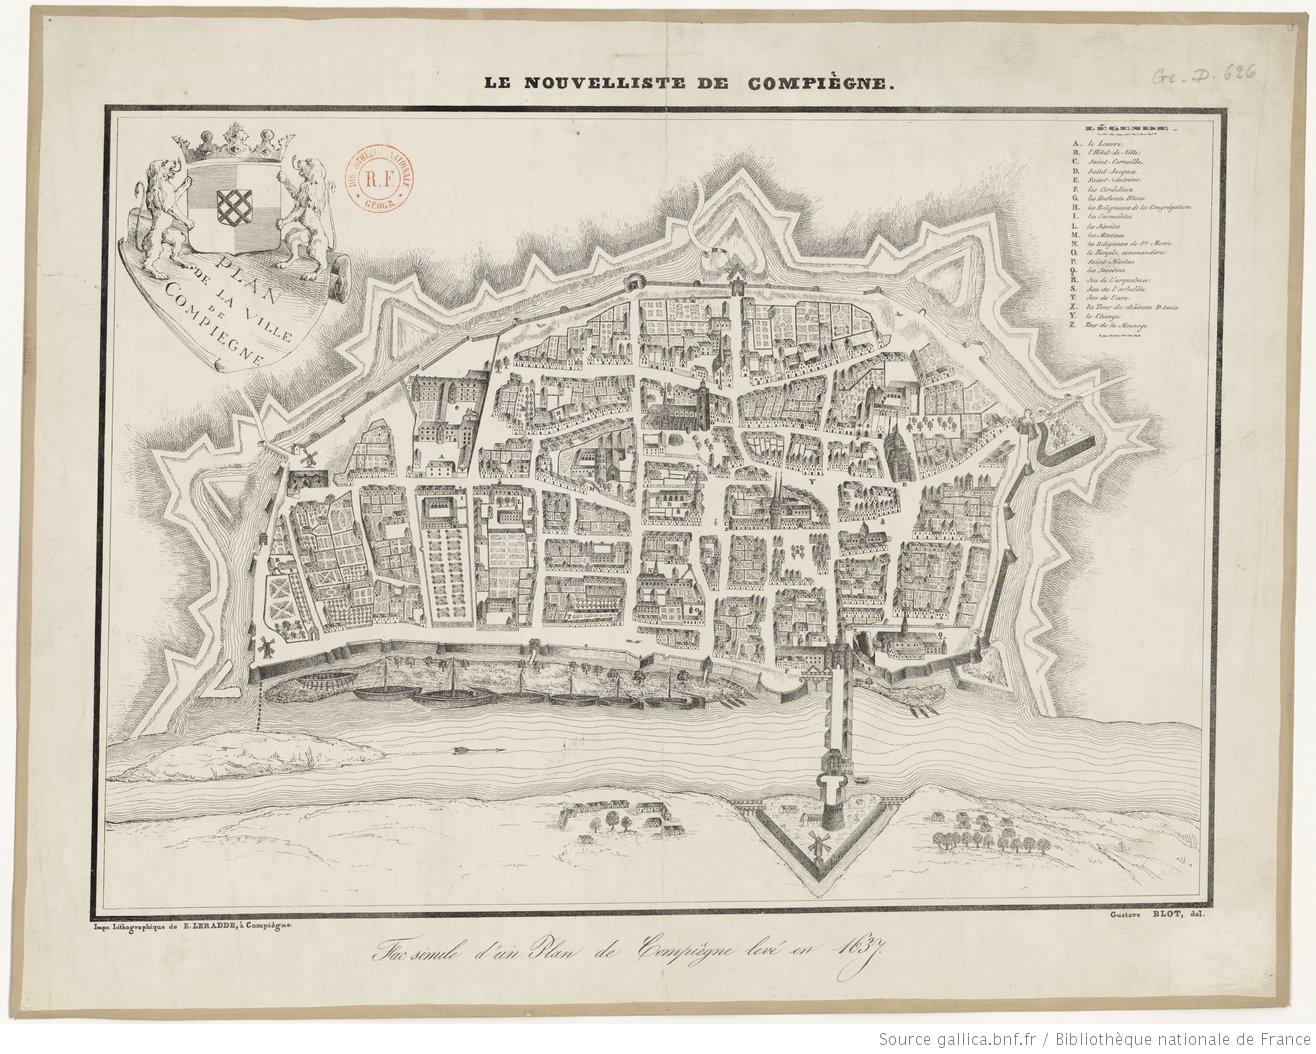 LE NOUVELLISTE DE COMPIÈGNE.
Ge. D. 626
BIBLIOTHÈQUE NATIONALE
R.F
GÉOGR.
PLAN
DE LA VILLE
DE
COMPIEGNE
LÉGENDE.
A. le Louvre.
B. l'Hôtel-de-Ville.
C. Saint-Corneille.
D. Saint-Jacques.
E. Saint-Antoine.
F. les Cordeliers.
G. les Enfants Bleus
H. les Religieuses de la Congrégation.
I. les Carmélites.
L. les Jésuites.
M. les Minimes.
N. les Religieuses de Ste Marie.
O. le Temple, commanderie.
P. Saint-Nicolas.
Q. les Jacobins.
R. Jeu de l'arquebuse.
S. Jeu de l'arbalète.
T. Jeu de l'arc.
X. la Tour du château St Louis.
Y. le Change.
Z. Tour de la Monnoye.
Impr. Lithographique de E. LERADDE, à Compiègne.
Gustave BLOT, del.
Fac simile d'un Plan de Compiègne levé en 1637.
Source gallica.bnf.fr / Bibliothèque nationale de France